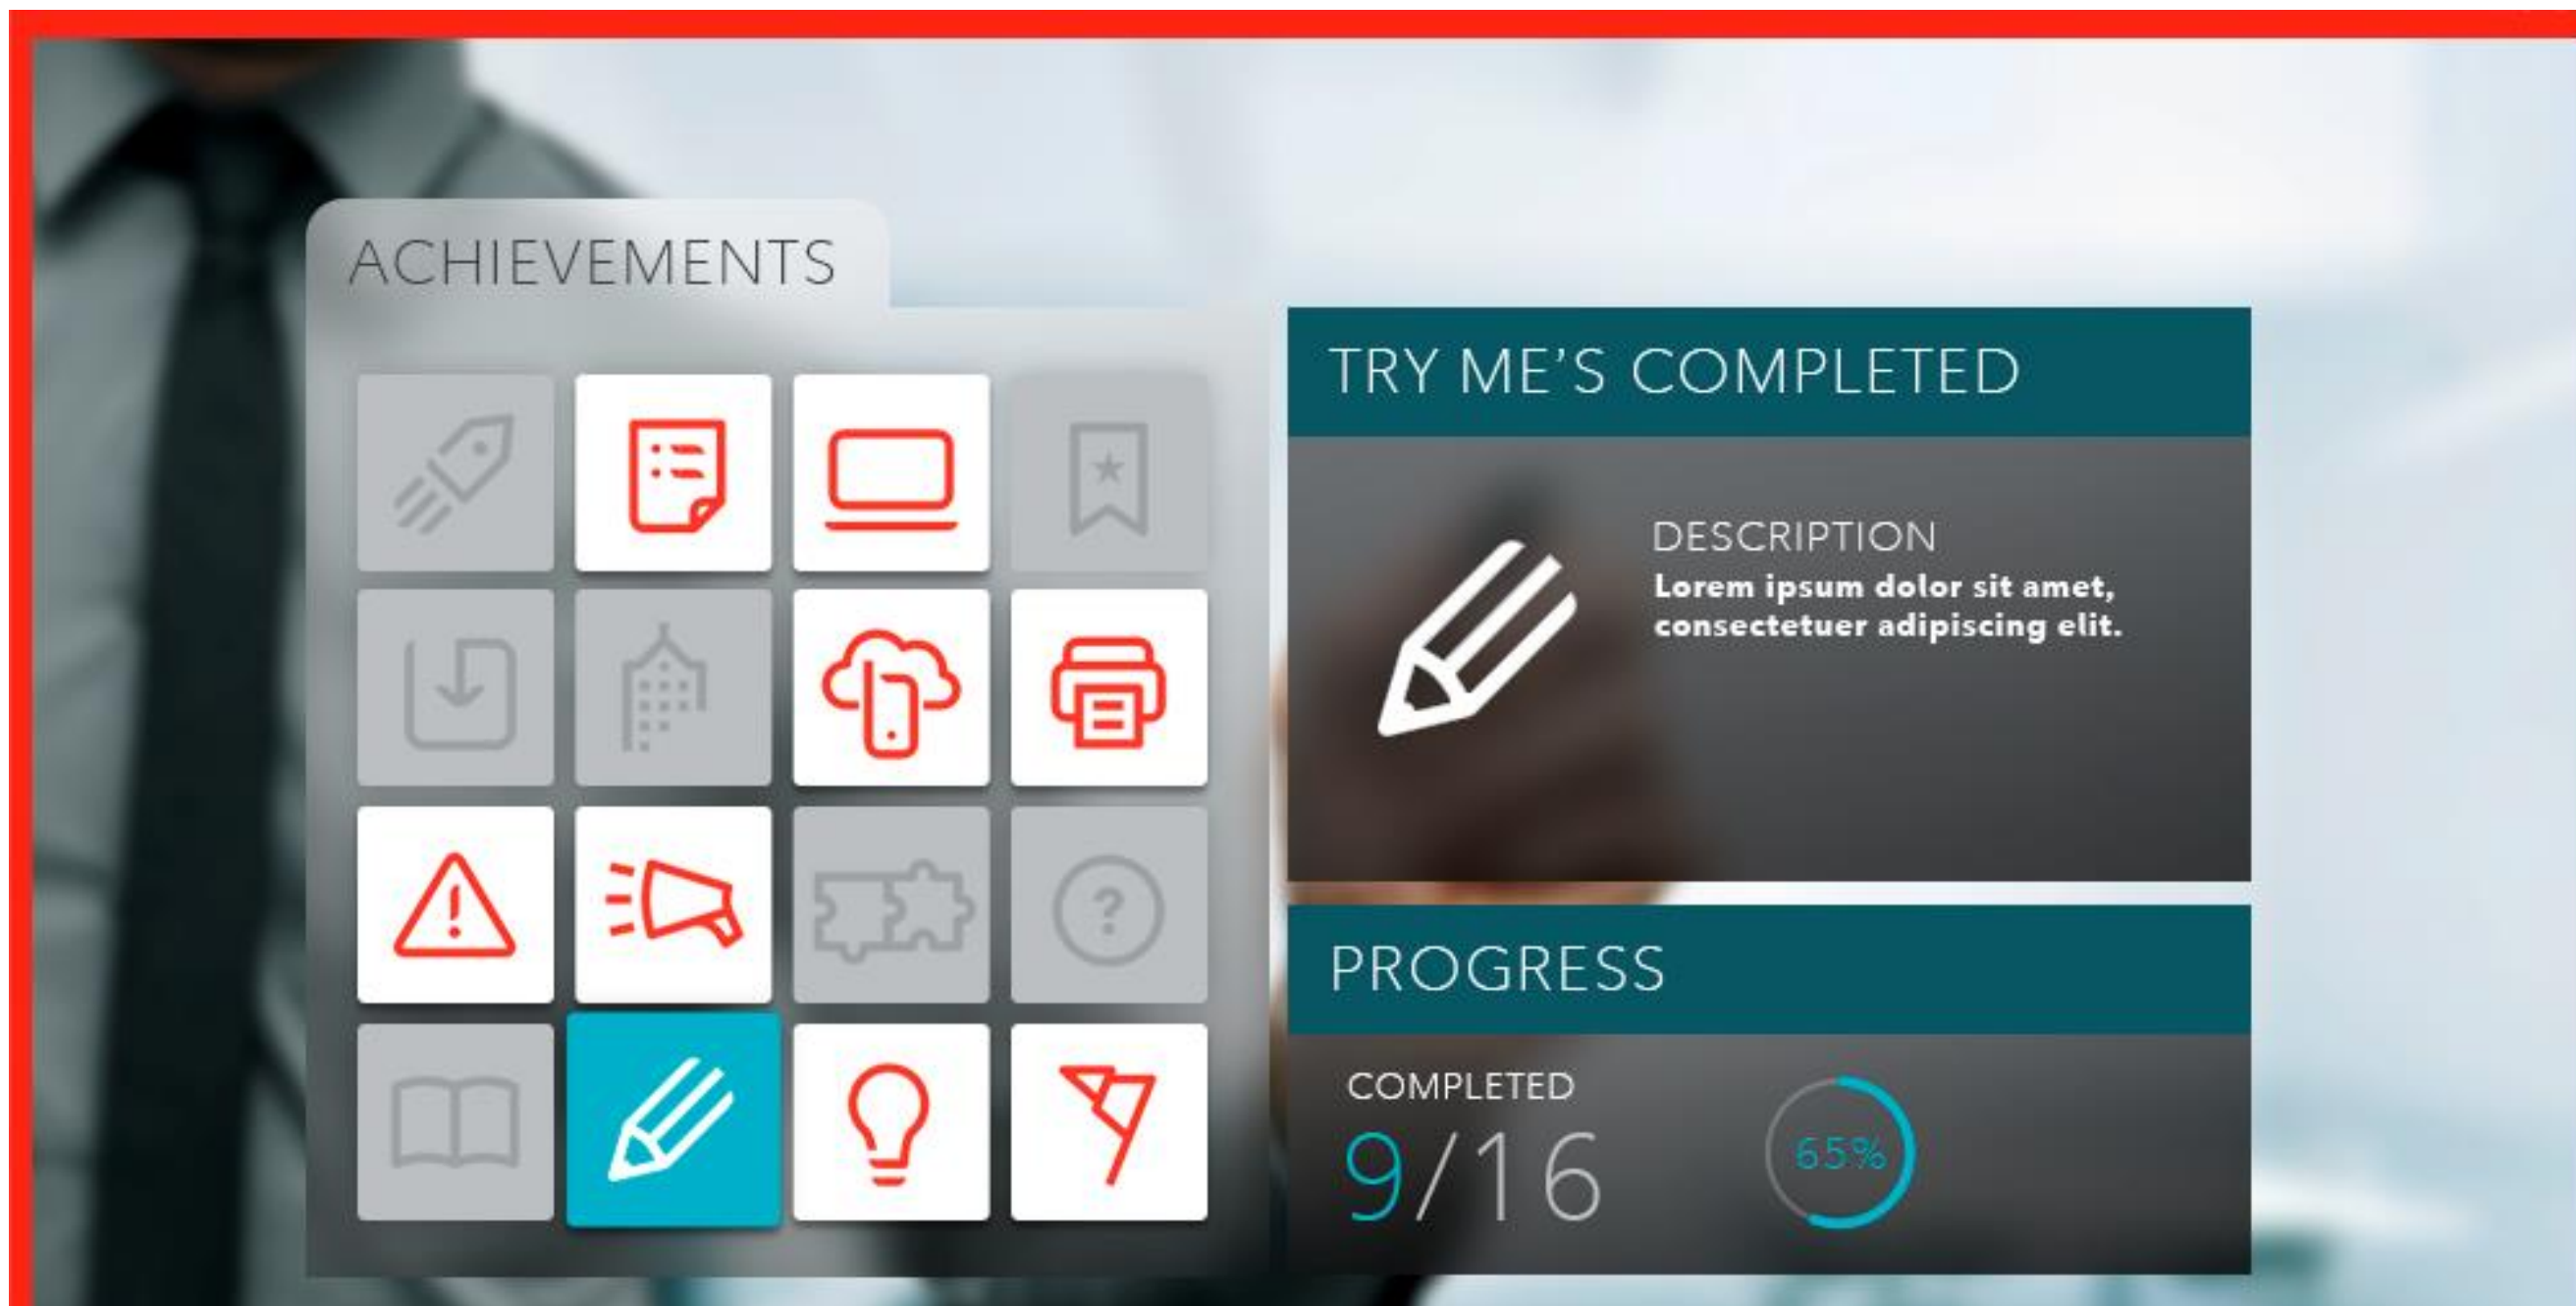 ACHIEVEMENTS
TRY ME'S COMPLETED
DESCRIPTION
Lorem ipsum dolor sit amet,
consectetuer adipiscing elit.
PROGRESS
COMPLETED
9/16
65%